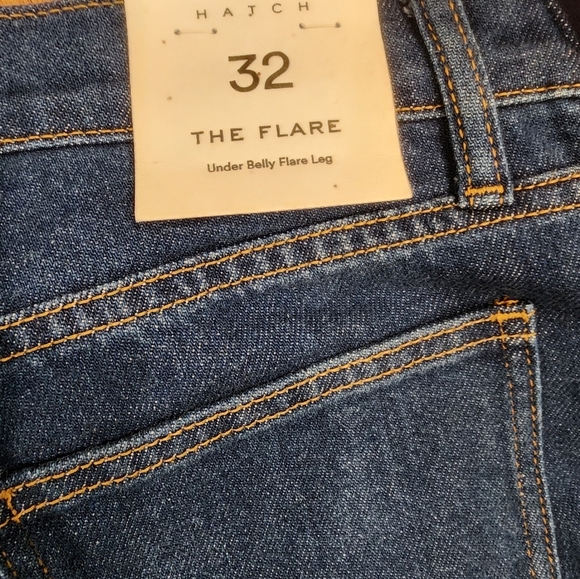 HATCH
32
THE FLARE
Under Belly Flare Leg